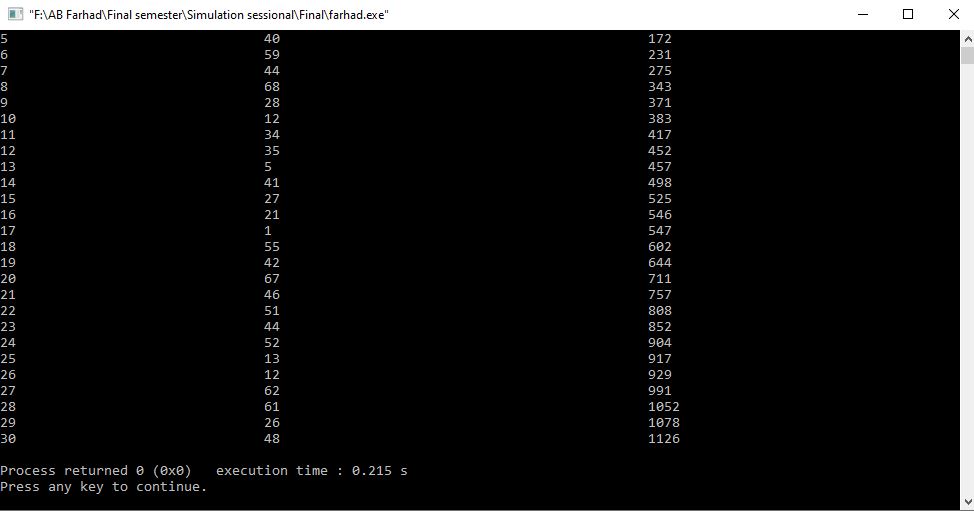 "F:\AB Farhad\Final semester\Simulation sessional\Final\farhad.exe"
5 40 172
6 59 231
7 44 275
8 68 343
9 28 371
10 12 383
11 34 417
12 35 452
13 5 457
14 41 498
15 27 525
16 21 546
17 1 547
18 55 602
19 42 644
20 67 711
21 46 757
22 51 808
23 44 852
24 52 904
25 13 917
26 12 929
27 62 991
28 61 1052
29 26 1078
30 48 1126
Process returned 0 (0x0)   execution time : 0.215 s
Press any key to continue.